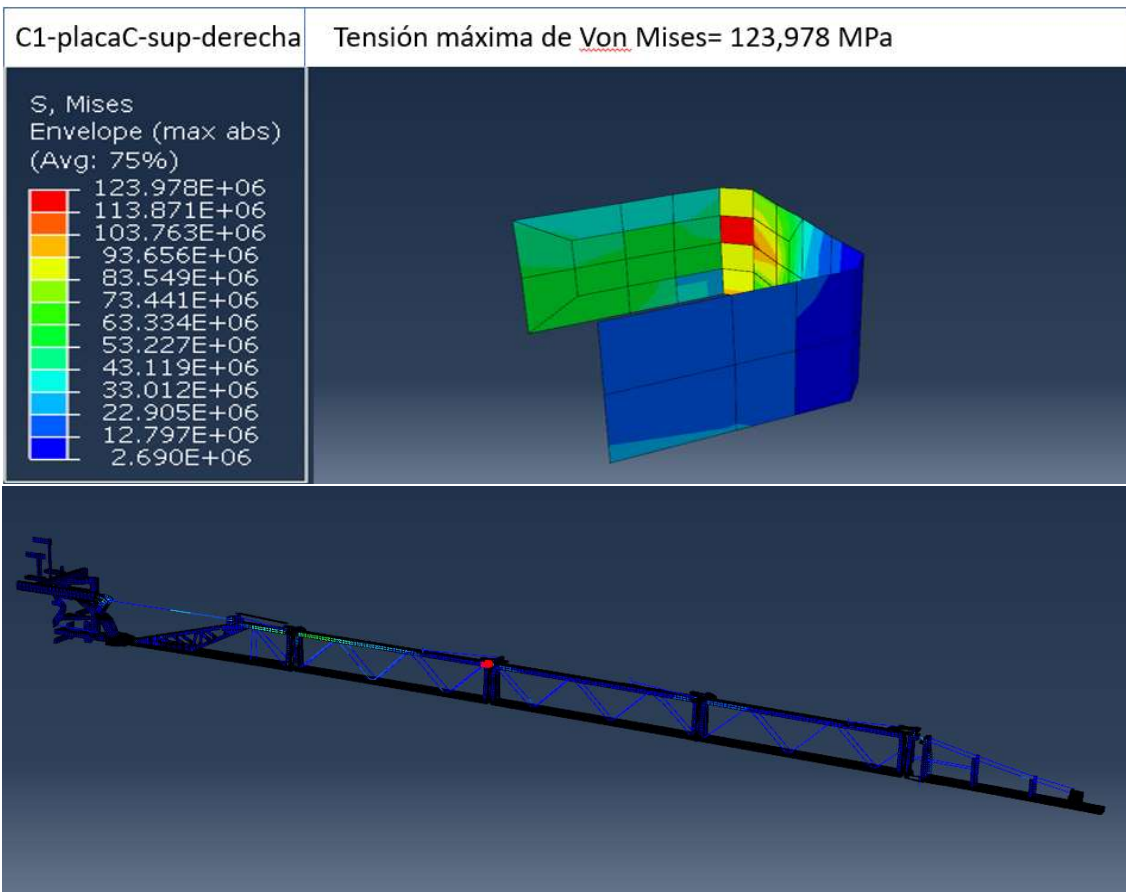 C1-placaC-sup-derecha
Tensión máxima de Von Mises= 123,978 MPa
S, Mises
Envelope (max abs)
(Avg: 75%)
123.978E+06
113.871E+06
103.763E+06
93.656E+06
83.549E+06
73.441E+06
63.334E+06
53.227E+06
43.119E+06
33.012E+06
22.905E+06
12.797E+06
2.690E+06